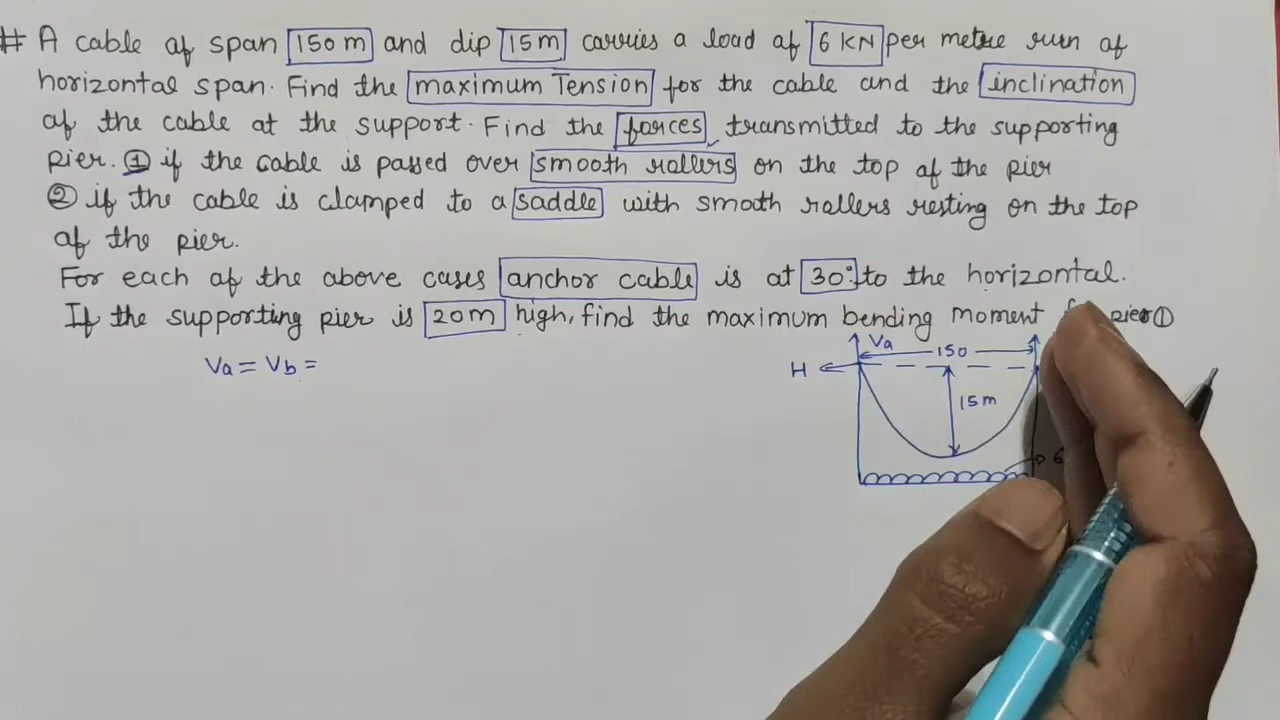 # A cable of span 150 m and dip 15 m carries a load of 6 KN per metre run of
horizontal span. Find the maximum Tension for the cable and the inclination
of the cable at the support. Find the forces transmitted to the supporting
pier. ① if the cable is passed over smooth rollers on the top of the pier
② if the cable is clamped to a saddle with smooth rollers resting on the top
of the pier.
For each of the above cases anchor cable is at 30° to the horizontal.
If the supporting pier is 20m high, find the maximum bending moment pier ①
Va = Vb =
Va
150
H
15 m
6